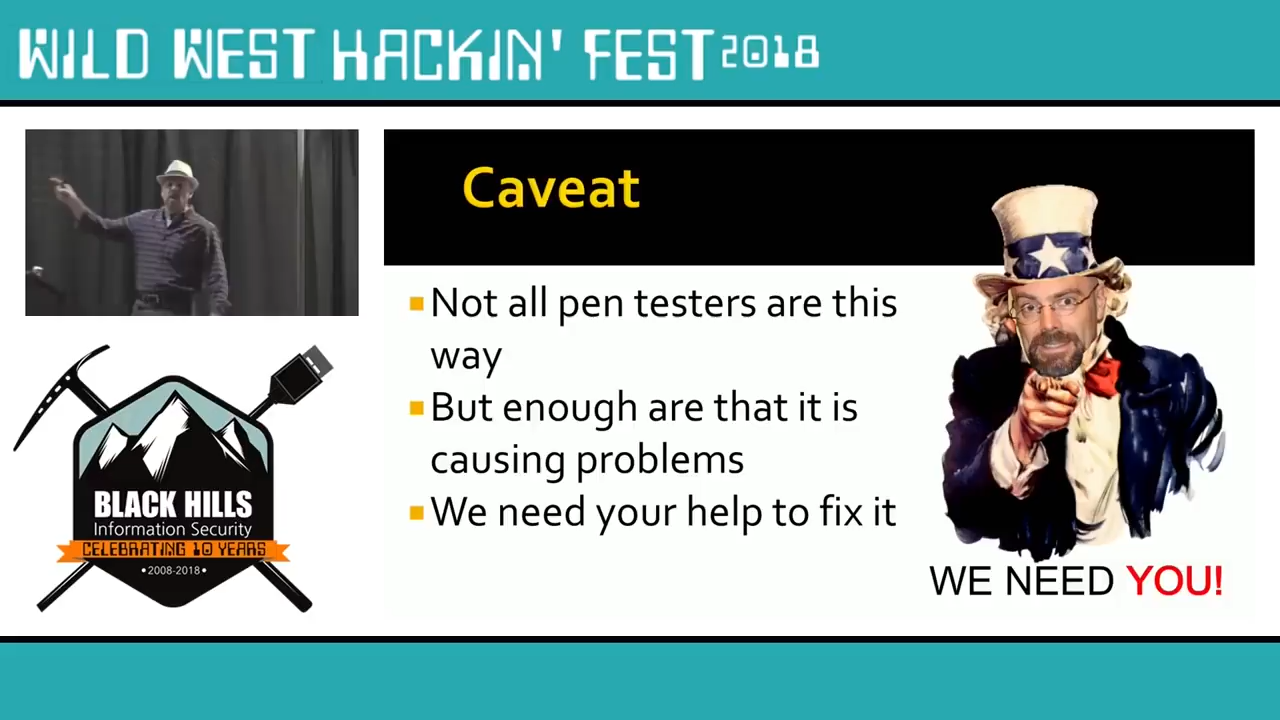 WILD WEST HACKIN' FEST 2018
Caveat
Not all pen testers are this
way
But enough are that it is
causing problems
We need your help to fix it
WE NEED YOU!
BLACK HILLS
Information Security
CELEBRATING 10 YEARS
•2008-2018•